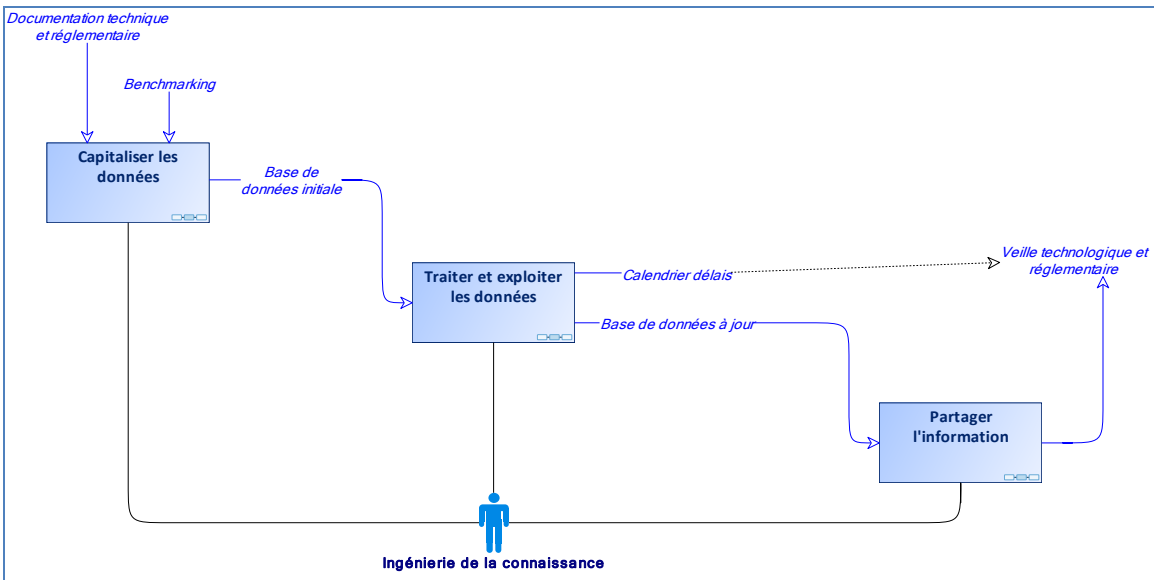 Documentation technique
et réglementaire
Benchmarking
Capitaliser les
données
Base de
données initiale
Traiter et exploiter
les données
Calendrier délais
Veille technologique et
réglementaire
Base de données à jour
Partager
l'information
Ingénierie de la connaissance